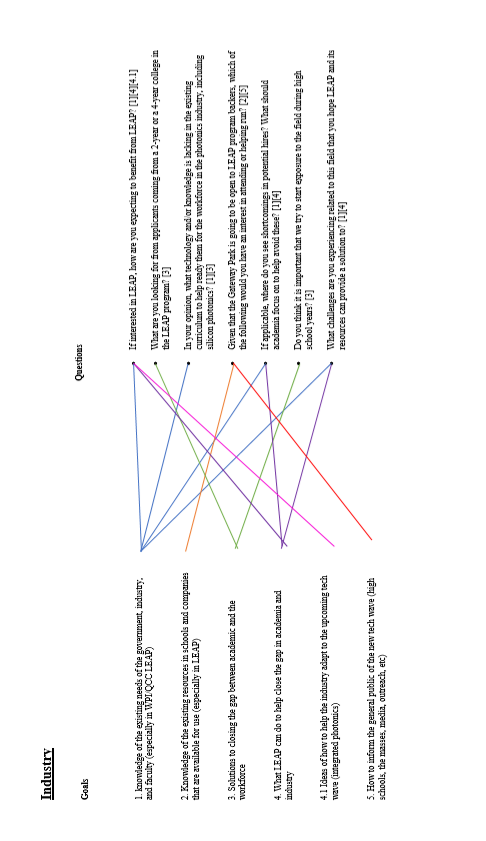 Industry
Goals
Questions
1. knowledge of the existing needs of the government, industry,
and faculty (especially in WPI/QCC LEAP)
2. Knowledge of the existing resources in schools and companies
that are available for use (especially in LEAP)
3. Solutions to closing the gap between academic and the
workforce
4. What LEAP can do to help close the gap in academia and
industry
4.1 Ideas of how to help the industry adapt to the upcoming tech
wave (integrated photonics)
5. How to inform the general public of the new tech wave (high
schools, the masses, media, outreach, etc)
If interested in LEAP, how are you expecting to benefit from LEAP? [1][4][4.1]
What are you looking for from applicants coming from a 2-year or a 4-year college in
the LEAP program? [3]
In your opinion, what technology and/or knowledge is lacking in the existing
curriculum to help ready them for the workforce in the photonics industry, including
silicon photonics? [1][3]
Given that the Gateway Park is going to be open to LEAP program backers, which of
the following would you have an interest in attending or helping run? [2][5]
If applicable, where do you see shortcomings in potential hires? What should
academia focus on to help avoid these? [1][4]
Do you think it is important that we try to start exposure to the field during high
school years? [3]
What challenges are you experiencing related to this field that you hope LEAP and its
resources can provide a solution to? [1][4]